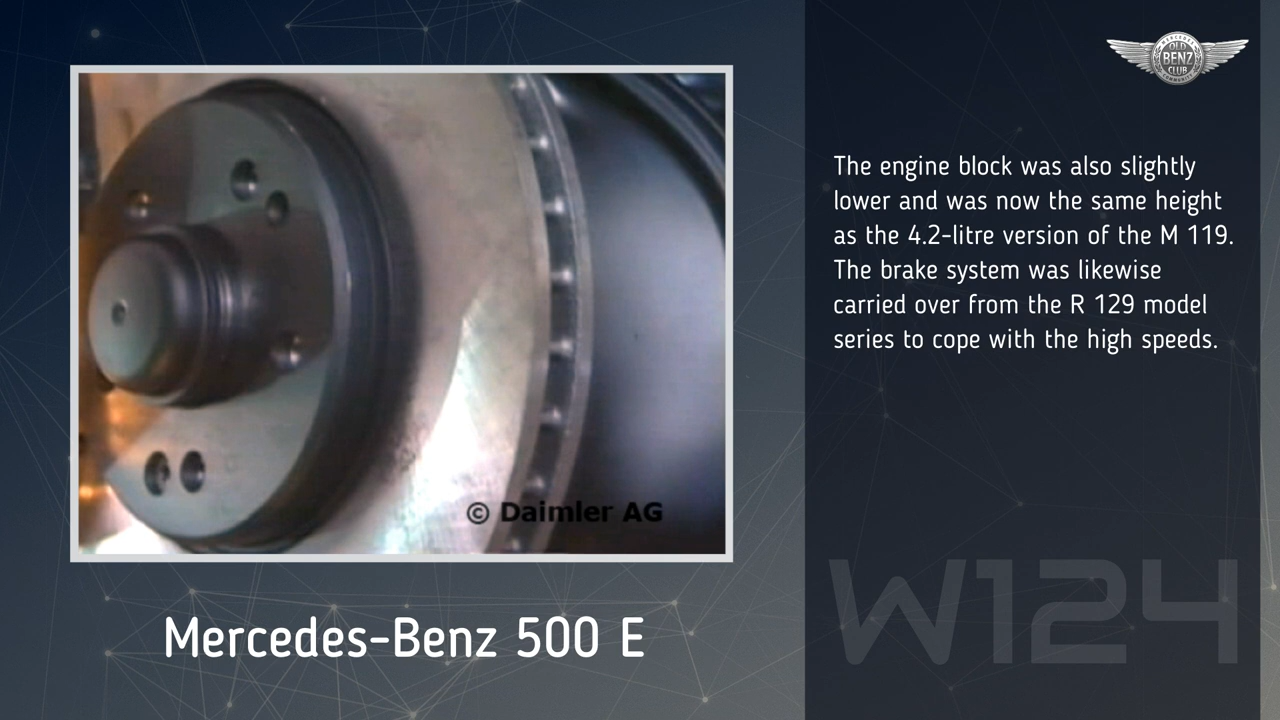 MERCEDES
OLD
BENZ
CLUB
COMMUNITY
The engine block was also slightly
lower and was now the same height
as the 4.2-litre version of the M 119.
The brake system was likewise
carried over from the R 129 model
series to cope with the high speeds.
© Daimler AG
Mercedes-Benz 500 E
W124